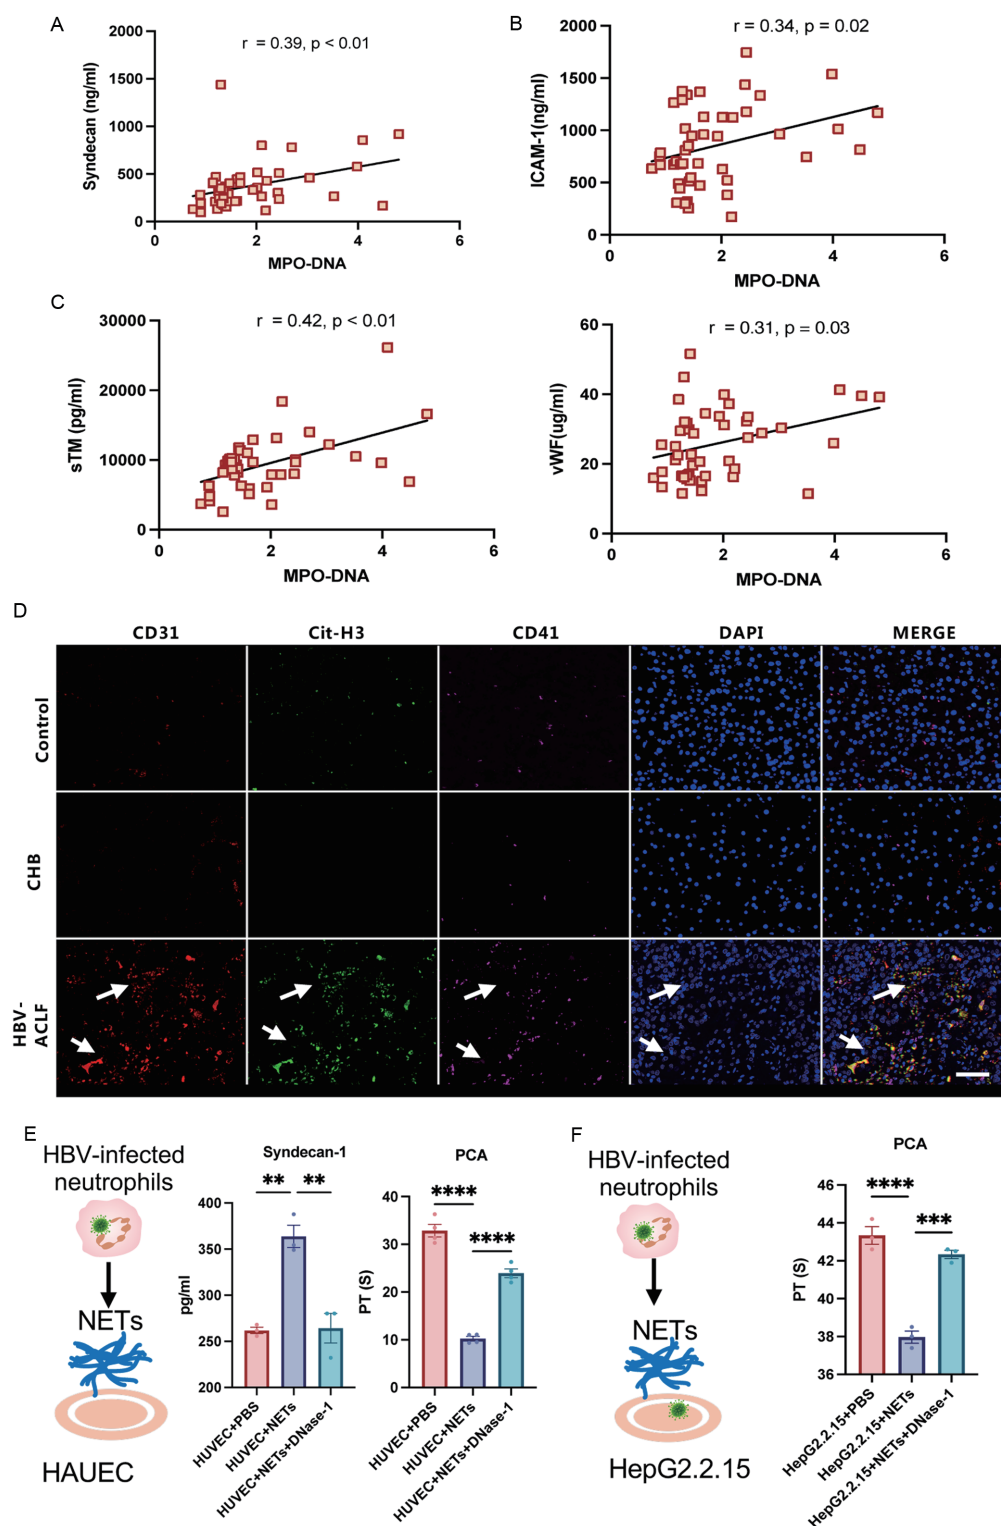 A
r = 0.39, p < 0.01
Syndecan (ng/ml)
2000
1500
1000
500
0
0 2 4 6
MPO-DNA
B
r = 0.34, p = 0.02
ICAM-1(ng/ml)
2000
1500
1000
500
0
0 2 4 6
MPO-DNA
C
r = 0.42, p < 0.01
sTM (pg/ml)
30000
20000
10000
0
0 2 4 6
MPO-DNA
r = 0.31, p = 0.03
vWF(ug/ml)
60
40
20
0
0 2 4 6
MPO-DNA
D
CD31 Cit-H3 CD41 DAPI MERGE
Control
CHB
HBV-
ACLF
E
HBV-infected
neutrophils
NETs
HAUEC
Syndecan-1
** **
pg/ml
400
350
300
250
200
HUVEC+PBS
HUVEC+NETs
HUVEC+NETs+DNase-1
PCA
****
****
PT (S)
40
30
20
10
0
HUVEC+PBS
HUVEC+NETs
HUVEC+NETs+DNase-1
F
HBV-infected
neutrophils
NETs
HepG2.2.15
PCA
****
***
PT (S)
46
44
42
40
38
36
HepG2.2.15+PBS
HepG2.2.15+NETs
HepG2.2.15+NETs+DNase-1